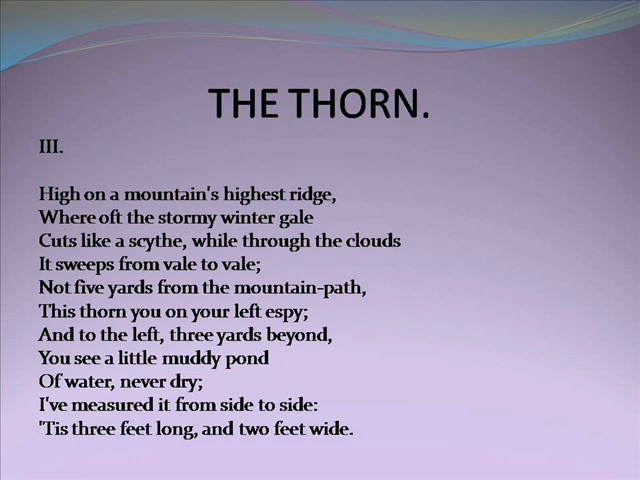 THE THORN.
III.
High on a mountain's highest ridge,
Where oft the stormy winter gale
Cuts like a scythe, while through the clouds
It sweeps from vale to vale;
Not five yards from the mountain-path,
This thorn you on your left espy;
And to the left, three yards beyond,
You see a little muddy pond
Of water, never dry;
I've measured it from side to side:
'Tis three feet long, and two feet wide.